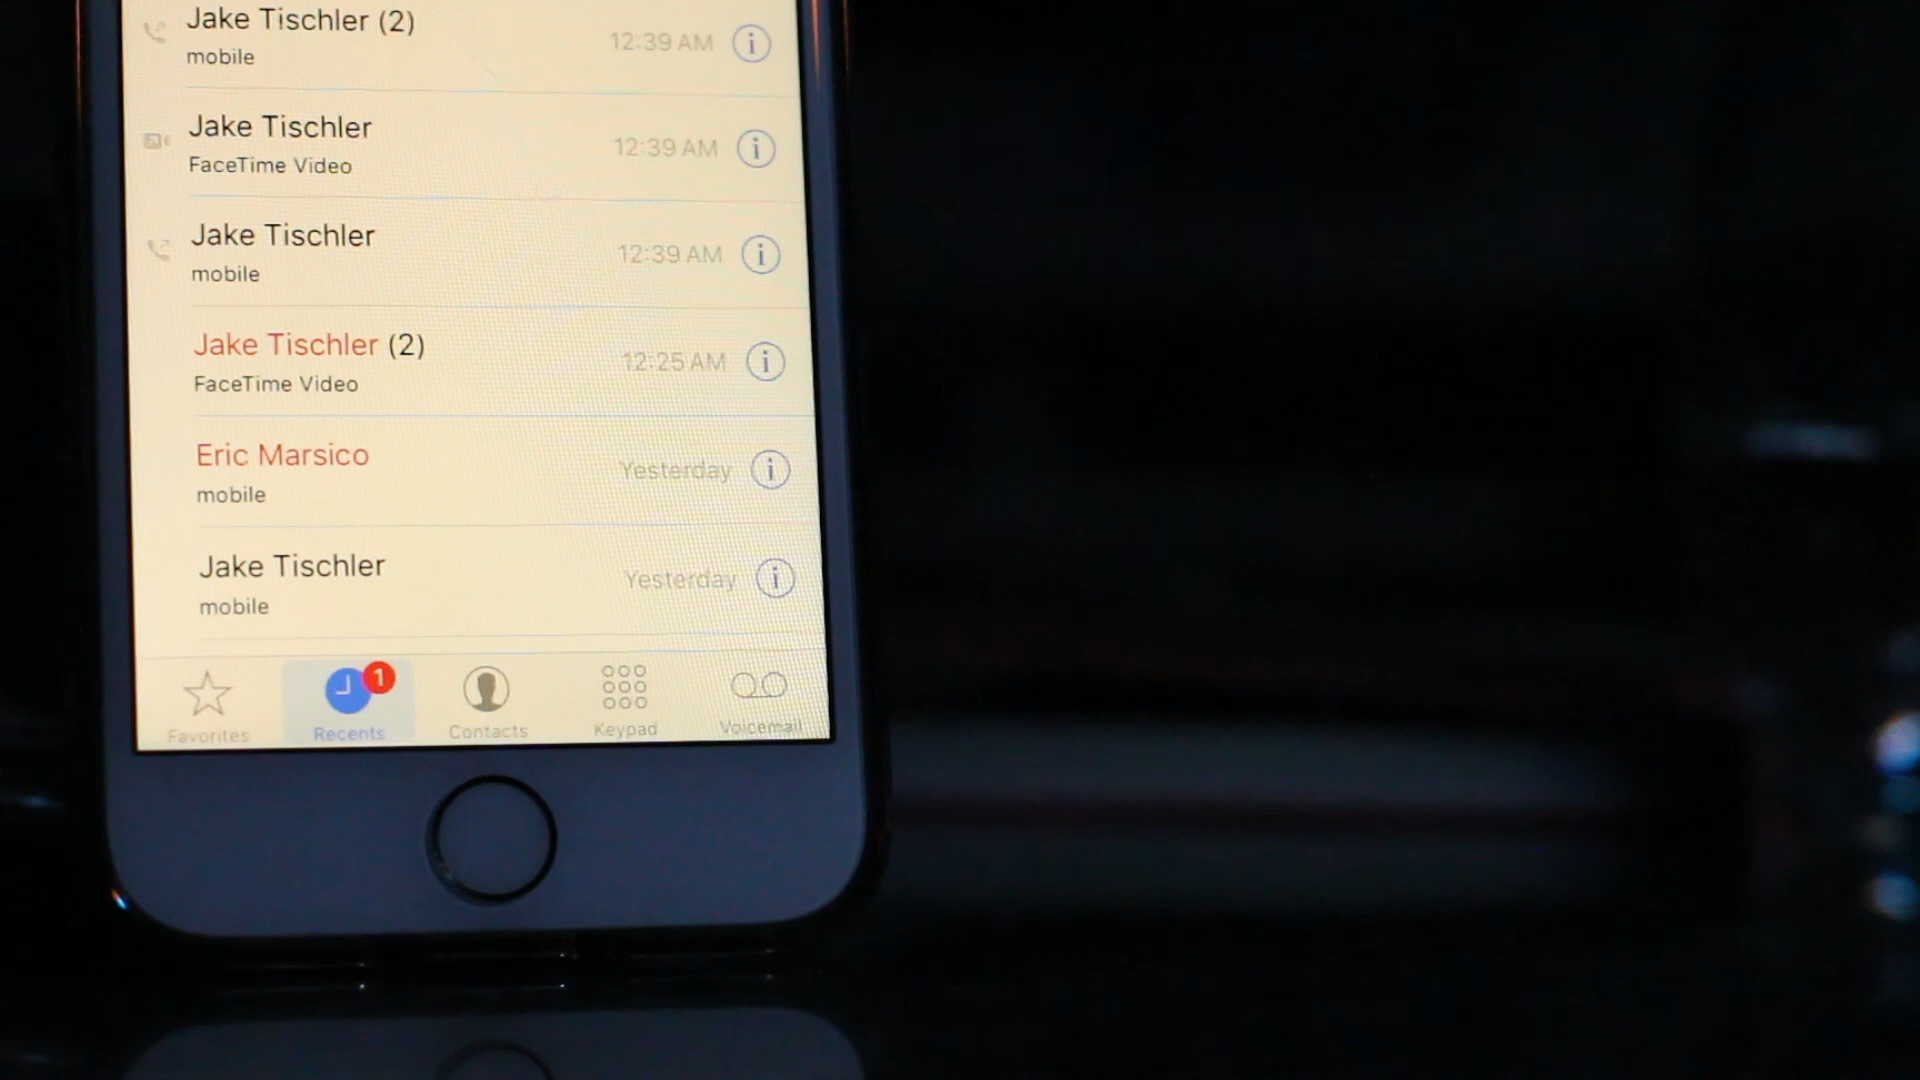 Jake Tischler (2)
mobile
12:39 AM
Jake Tischler
FaceTime Video
12:39 AM
Jake Tischler
mobile
12:39 AM
Jake Tischler (2)
FaceTime Video
12:25 AM
Eric Marsico
mobile
Yesterday
Jake Tischler
mobile
Yesterday
1
Favorites
Recents
Contacts
Keypad
Voicemail